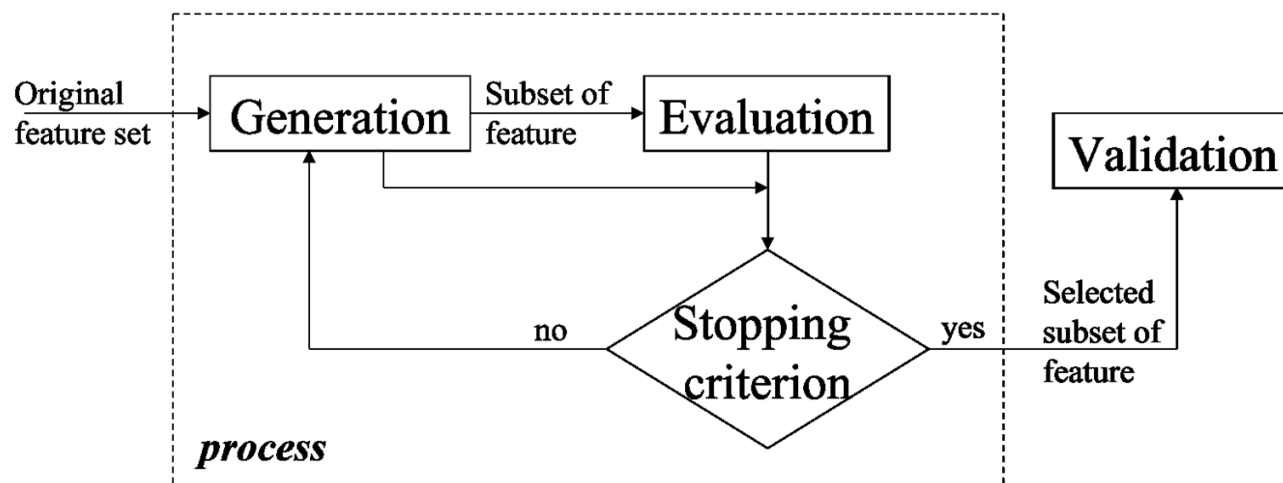 Original
feature set
Generation
Subset of
feature
Evaluation
Validation
Stopping
criterion
no
yes
Selected
subset of
feature
process